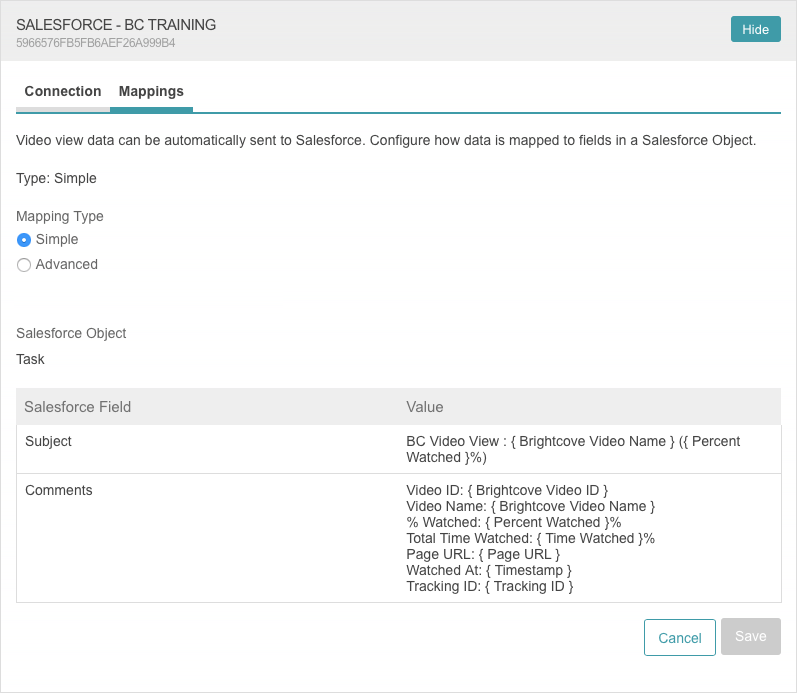 SALESFORCE - BC TRAINING
5966576FB5FB6AEF26A999B4
Hide
Connection Mappings
Video view data can be automatically sent to Salesforce. Configure how data is mapped to fields in a Salesforce Object.
Type: Simple
Mapping Type
Simple
Advanced
Salesforce Object
Task
Salesforce Field Value
Subject BC Video View : { Brightcove Video Name } ({ Percent
Watched }%)
Comments Video ID: { Brightcove Video ID }
Video Name: { Brightcove Video Name }
% Watched: { Percent Watched }%
Total Time Watched: { Time Watched }%
Page URL: { Page URL }
Watched At: { Timestamp }
Tracking ID: { Tracking ID }
Cancel Save